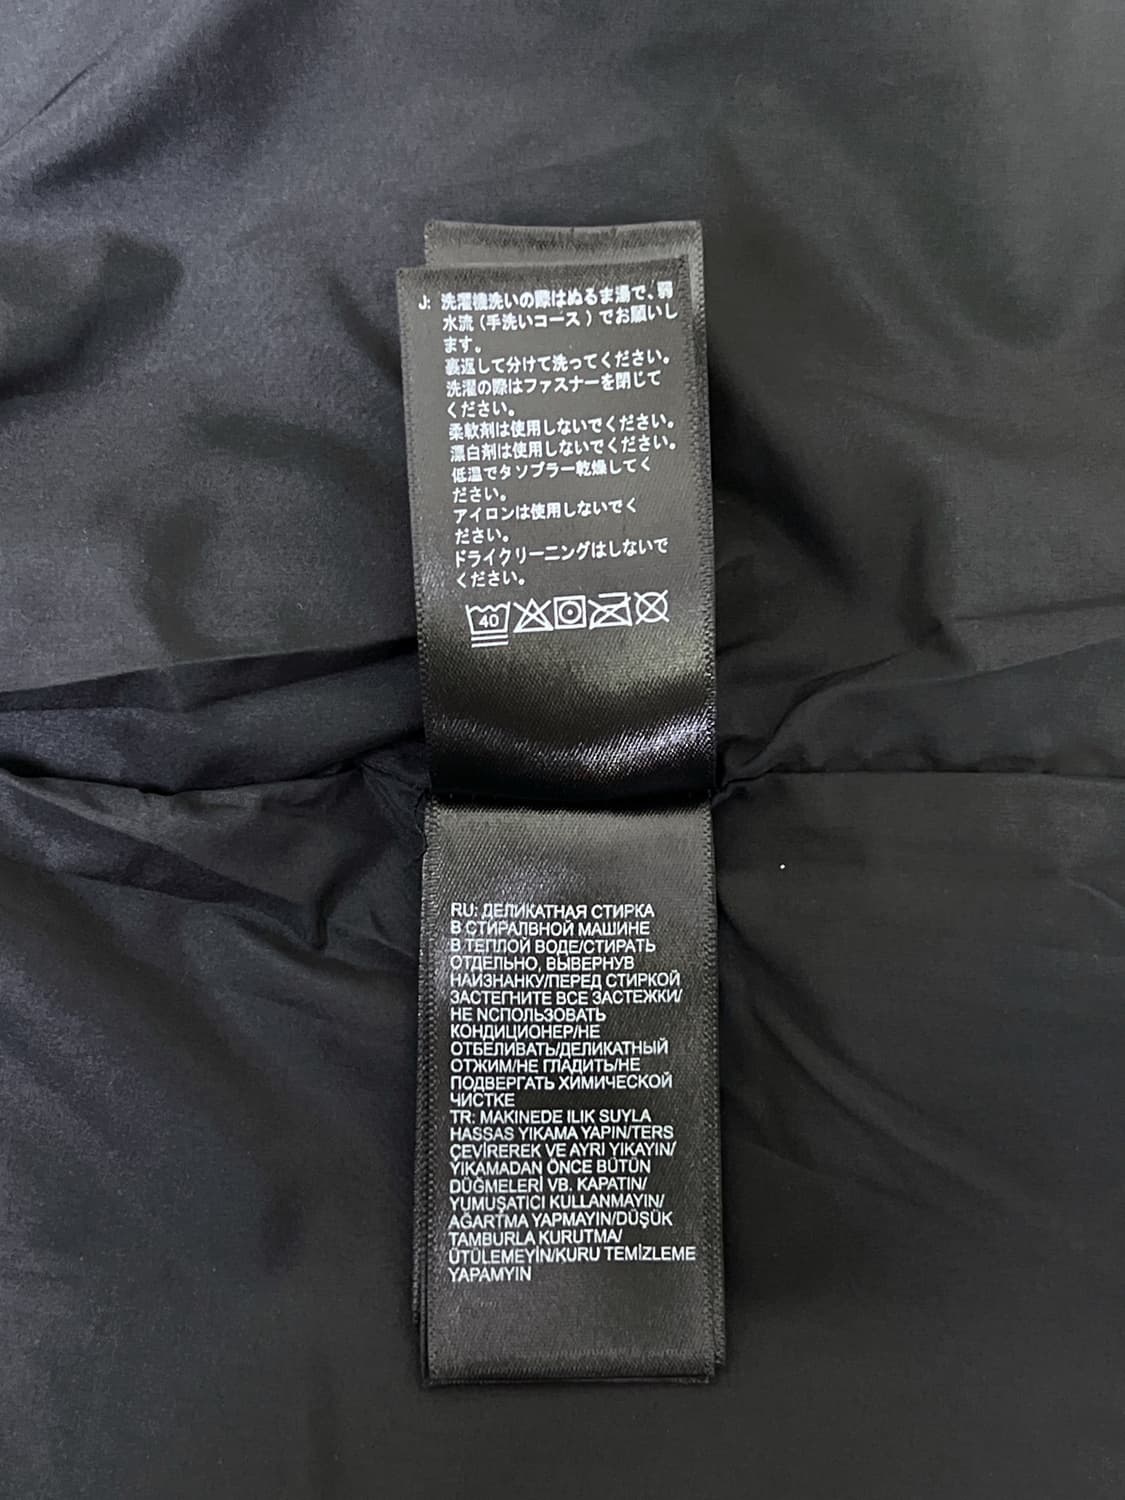 J: 洗濯機洗いの際はぬるま湯で、弱
水流(手洗いコース)でお願いし
ます。
裏返して分けて洗ってください。
洗濯の際はファスナーを閉じて
ください。
柔軟剤は使用しないでください。
漂白剤は使用しないでください。
低温でタソブラー乾燥してく
ださい。
アイロンは使用しないでく
ださい。
ドライクリーニングはしないで
ください。
40
RU: ДЕЛИКАТНАЯ СТИРКА
В СТИРАЛВНОЙ МАШИНЕ
В ТЕПЛОЙ ВОДЕ/СТИРАТЬ
ОТДЕЛЬНО, ВЫВЕРНУВ
НАИЗНАНКУ/ПЕРЕД СТИРКОЙ
ЗАСТЕГНИТЕ ВСЕ ЗАСТЕЖКИ/
НЕ NСПОЛЬЗОВАТЬ
КОНДИЦИОНЕР/НЕ
ОТБЕЛИВАТЬ/ДЕЛИКАТНЫЙ
ОТЖИМ/НЕ ГЛАДИТЬ/НЕ
ПОДВЕРГАТЬ ХИМИЧЕСКОЙ
ЧИСТКЕ
TR: MAKINEDE ILIK SUYLA
HASSAS YIKAMA YAPIN/TERS
ÇEVİREREK VE AYRI YIKAYIN/
YIKAMADAN ÖNCE BÜTÜN
DÜĞMELERİ VB. KAPATIN/
YUMUŞATICI KULLANMAYIN/
AĞARTMA YAPMAYIN/DÜŞÜK
TAMBURLA KURUTMA/
ÜTÜLEMEYİN/KURU TEMİZLEME
YAPAMYIN